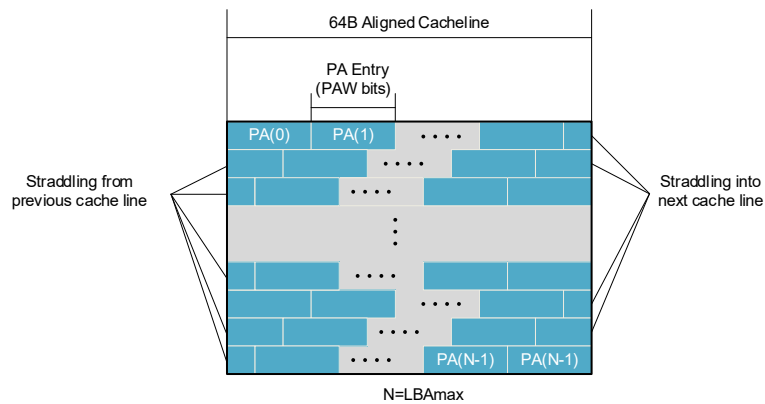 64B Aligned Cacheline
PA Entry
(PAW bits)
PA(0) PA(1)
Straddling from
previous cache line
Straddling into
next cache line
PA(N-1) PA(N-1)
N=LBAmax